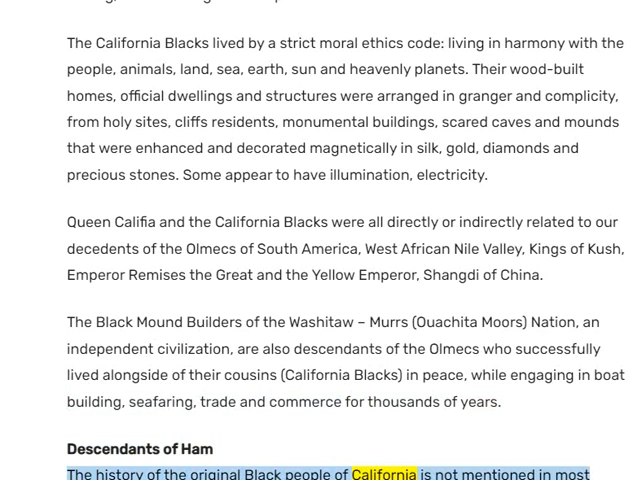 The California Blacks lived by a strict moral ethics code: living in harmony with the
people, animals, land, sea, earth, sun and heavenly planets. Their wood-built
homes, official dwellings and structures were arranged in granger and complicity,
from holy sites, cliffs residents, monumental buildings, scared caves and mounds
that were enhanced and decorated magnetically in silk, gold, diamonds and
precious stones. Some appear to have illumination, electricity.
Queen Califia and the California Blacks were all directly or indirectly related to our
decedents of the Olmecs of South America, West African Nile Valley, Kings of Kush,
Emperor Remises the Great and the Yellow Emperor, Shangdi of China.
The Black Mound Builders of the Washitaw – Murrs (Ouachita Moors) Nation, an
independent civilization, are also descendants of the Olmecs who successfully
lived alongside of their cousins (California Blacks) in peace, while engaging in boat
building, seafaring, trade and commerce for thousands of years.
Descendants of Ham
The history of the original Black people of California is not mentioned in most